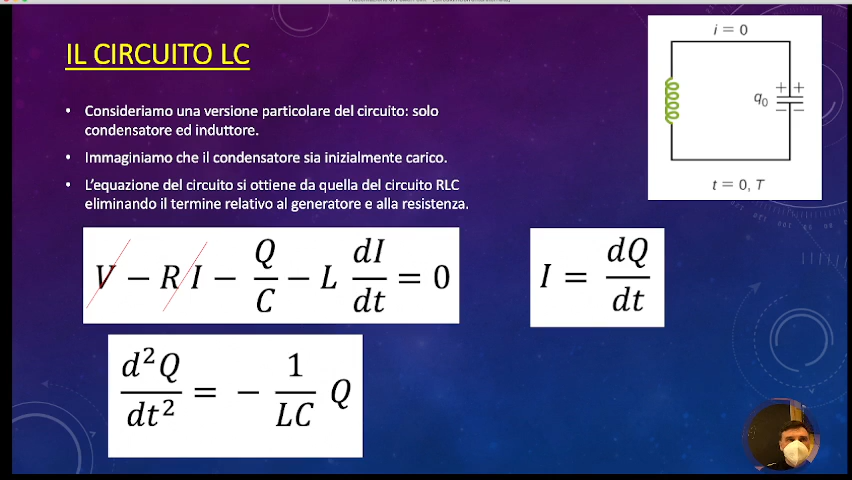 IL CIRCUITO LC
• Consideriamo una versione particolare del circuito: solo
condensatore ed induttore.
• Immaginiamo che il condensatore sia inizialmente carico.
• L'equazione del circuito si ottiene da quella del circuito RLC
eliminando il termine relativo al generatore e alla resistenza.
i = 0
+ +
q₀
− −
t = 0, T
V − R I − Q/C − L dI/dt = 0
I = dQ/dt
d²Q/dt² = − 1/LC Q